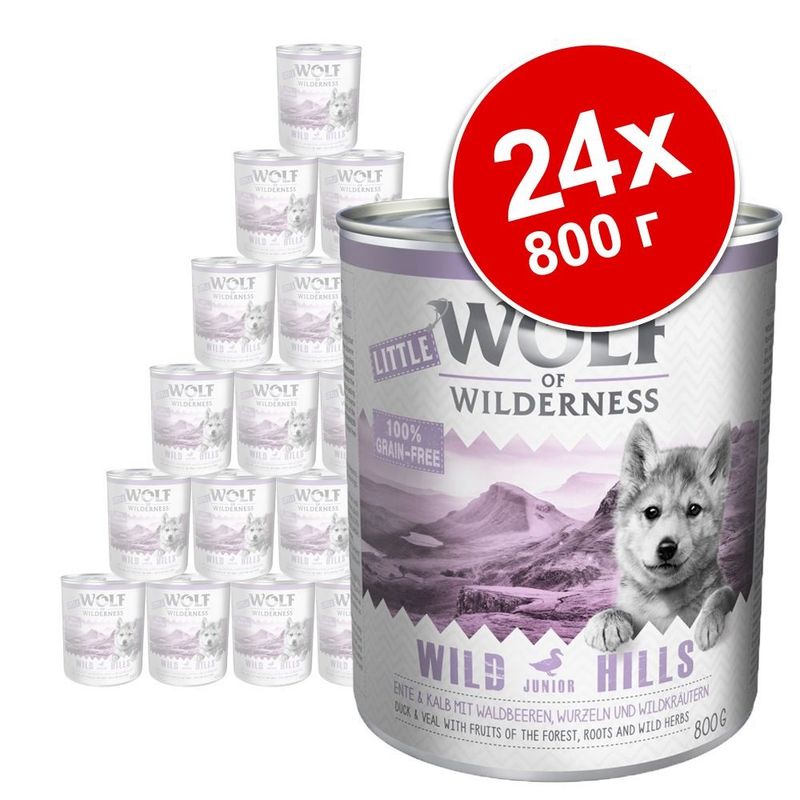 24x
800 г
LITTLE
WOLF
OF
WILDERNESS
100%
GRAIN-FREE
WILD JUNIOR HILLS
ENTE & KALB MIT WALDBEEREN, WURZELN UND WILDKRÄUTERN
DUCK & VEAL WITH FRUITS OF THE FOREST, ROOTS AND WILD HERBS
800 G